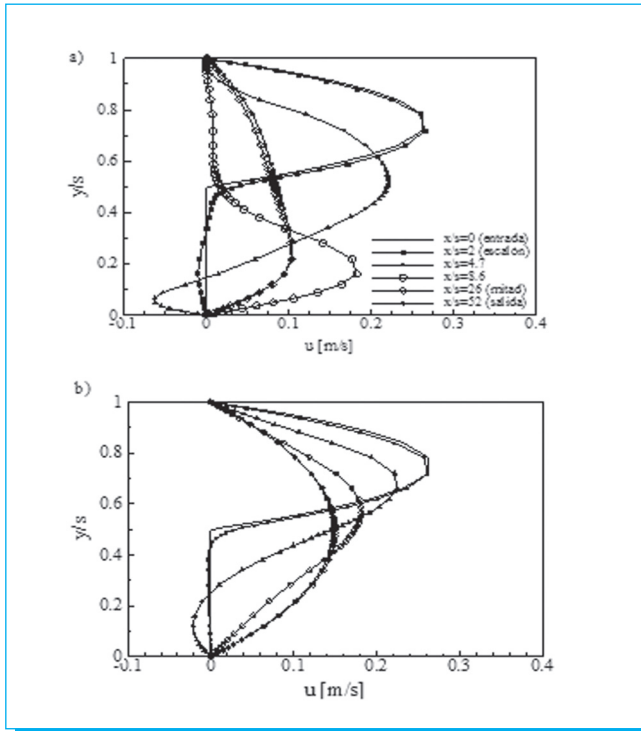 a)
1
0.8
0.6
0.4
0.2
0
y/s
x/s=0 (entrada)
x/s=2 (escalón)
x/s=4.7
x/s=8.6
x/s=26 (mitad)
x/s=52 (salida)
-0.1 0 0.1 0.2 0.3 0.4
u [m/s]
b)
1
0.8
0.6
0.4
0.2
0
y/s
-0.1 0 0.1 0.2 0.3 0.4
u [m/s]